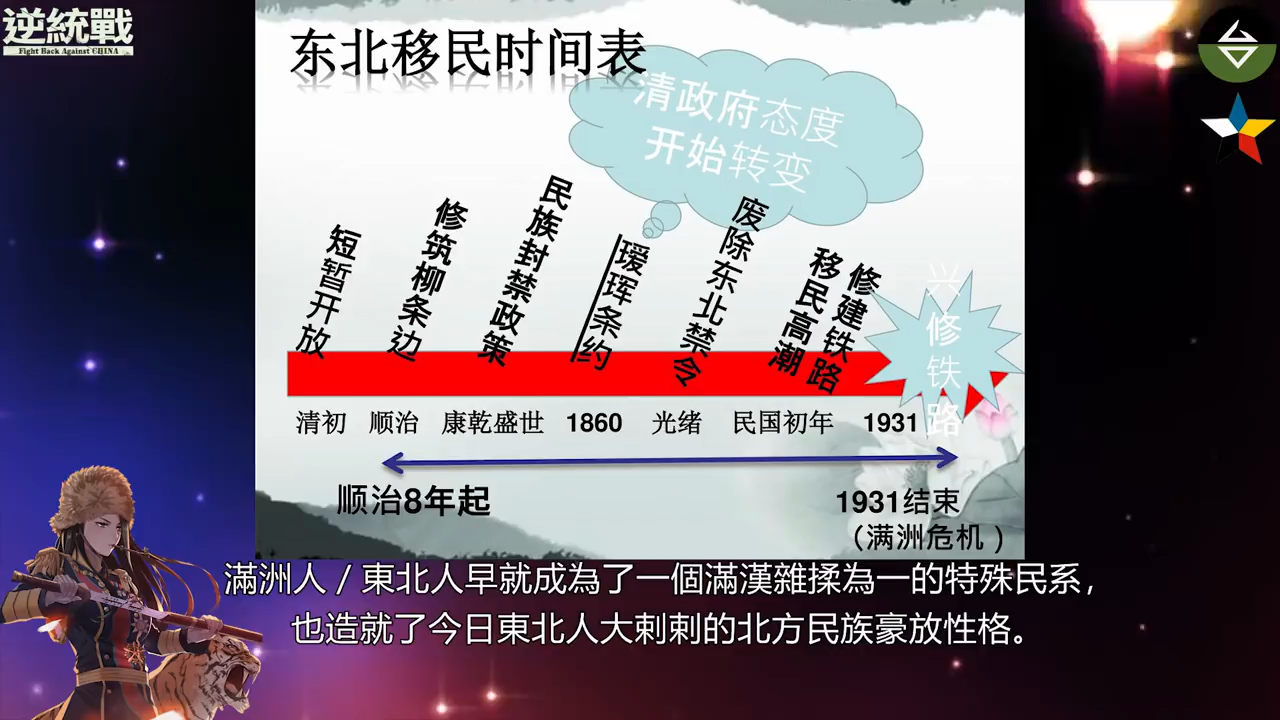 逆統戰
Fight Back Against CHINA
东北移民时间表
清政府态度
开始转变
短暂开放
修筑柳条边
民族封禁政策
瑷珲条约
废除东北禁令
移民高潮
修建铁路
兴修铁路
清初 顺治 康乾盛世 1860 光绪 民国初年 1931
顺治8年起
1931结束
（满洲危机）
滿洲人 / 東北人早就成為了一個滿漢雜揉為一的特殊民系,
也造就了今日東北人大剌剌的北方民族豪放性格。